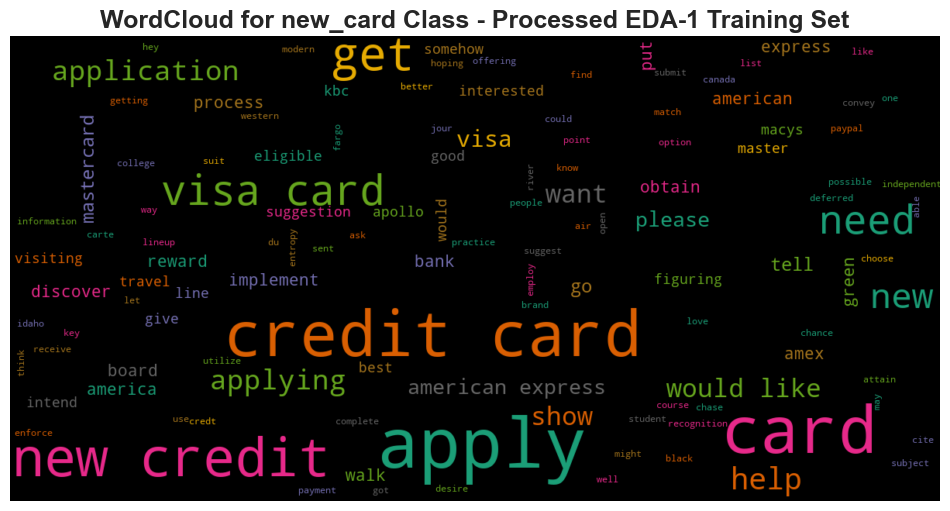 WordCloud for new_card Class - Processed EDA-1 Training Set
hey
modern
get
somehow
hoping
offering
put
express
like
list
application
kbc
better
interested
find
submit
canada
getting
process
western
american
match
convey
one
mastercard
fargo
jour
visa
could
point
option
macys
master
paypal
college
suit
eligible
good
know
river
visa card
want
obtain
possible
independent
deferred
able
information
way
suggestion
apollo
would
people
air
open
please
need
carte
lineup
du
entropy
ask
sent
practice
suggest
visiting
reward
bank
tell
choose
discover
travel
line
implement
employ
go
figuring
green
new
let
brand
idaho
key
give
credit card
love
chance
think
receive
utilize
best
amex
board
america
applying
american express
would like
attain
may
intend
use
credt
complete
show
student
course
chase
recognition
card
enforce
new credit
apply
might
black
cite
subject
walk
well
help
payment
got
desire